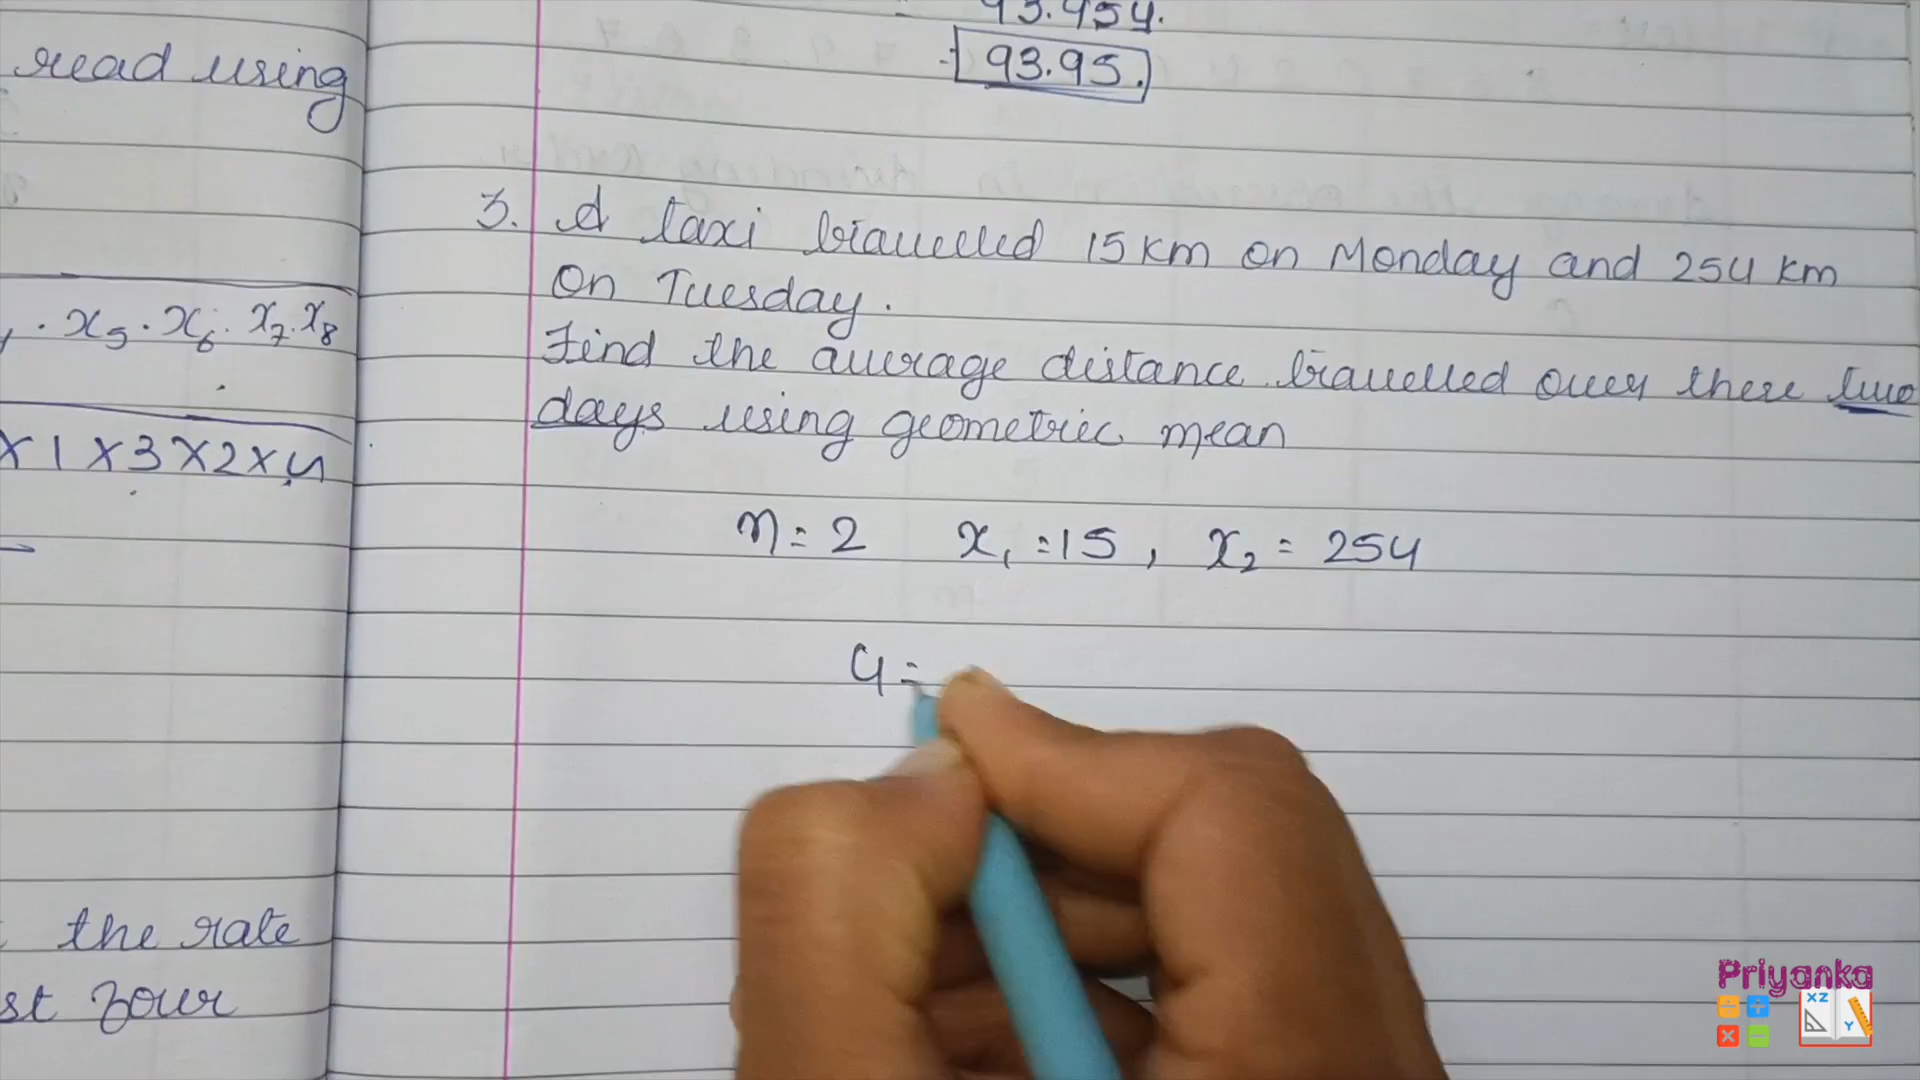 read using
. x5 . x6 . x7 . x8
x 1 x 3 x 2 x 4
the rate
st four
93.954.
93.95.
3. A taxi travelled 15 km on Monday and 254 km
on Tuesday.
Find the average distance travelled over there two
days using geometric mean
n = 2 x1 = 15 , x2 = 254
G =
Priyanka
XZ
Y